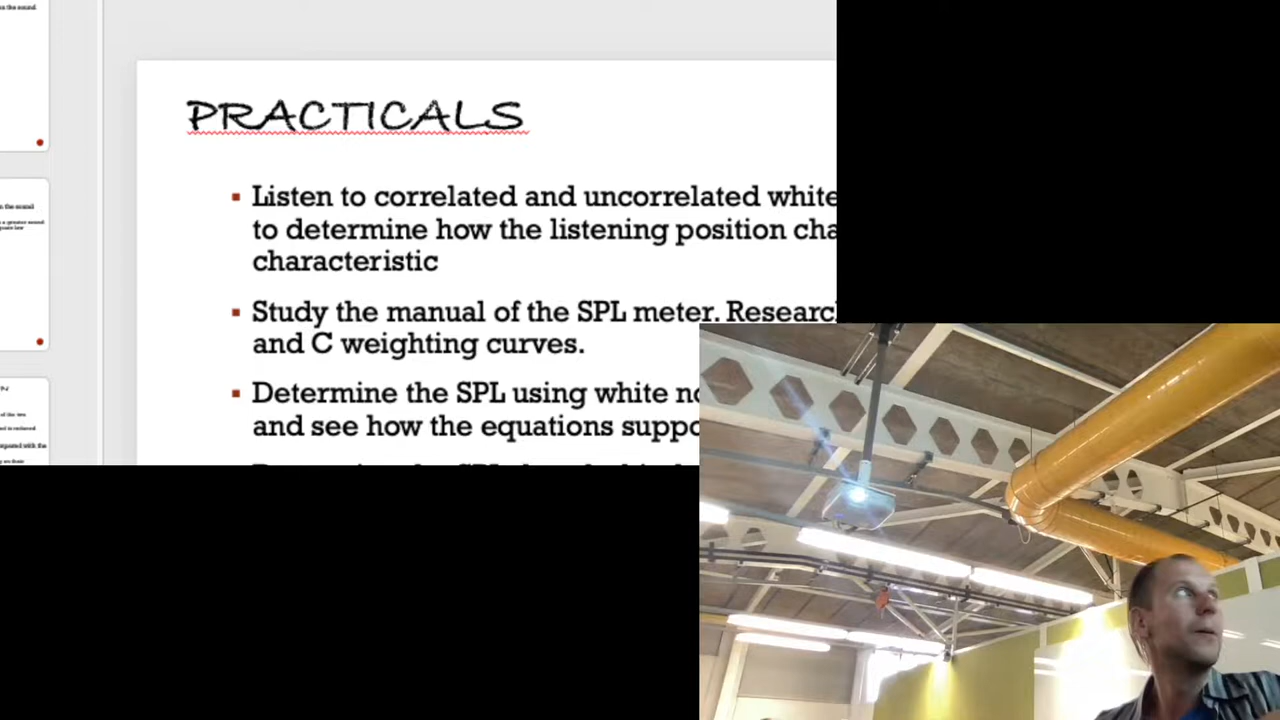 PRACTICALS
Listen to correlated and uncorrelated white
to determine how the listening position cha
characteristic
Study the manual of the SPL meter. Researc
and C weighting curves.
Determine the SPL using white no
and see how the equations suppo